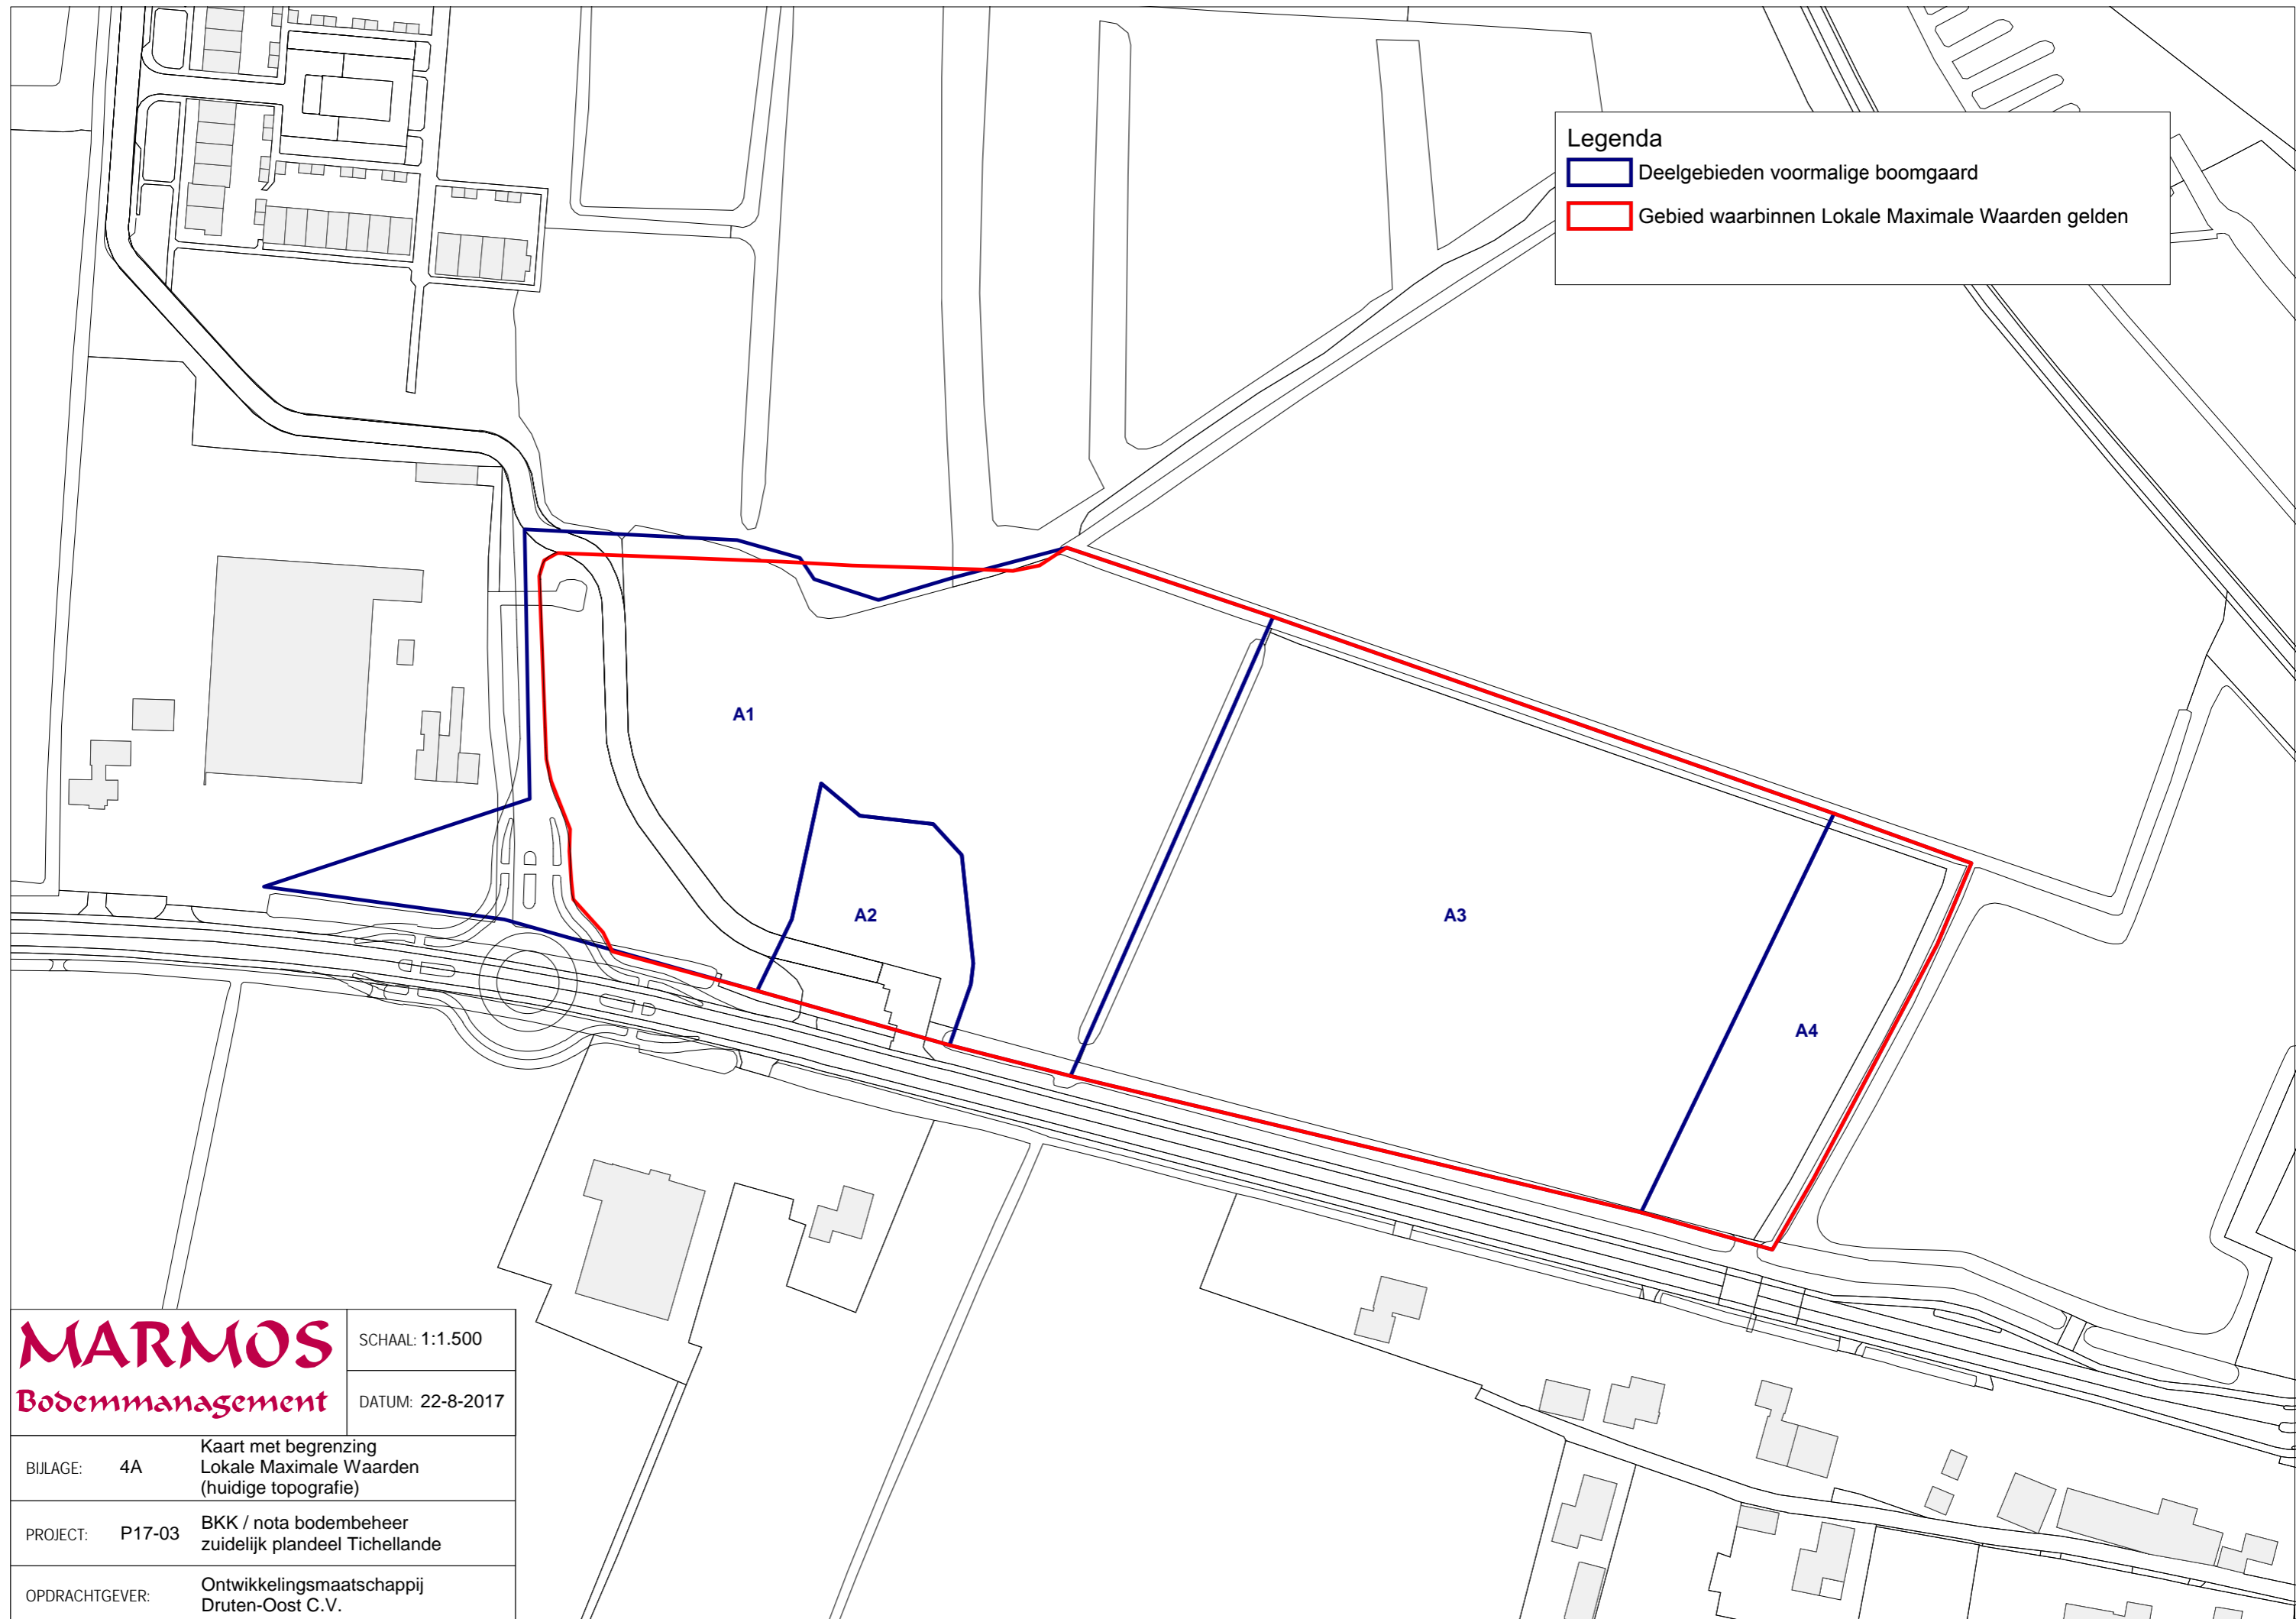 Legenda
Deelgebieden voormalige boomgaard
Gebied waarbinnen Lokale Maximale Waarden gelden
A1
A2
A3
A4
MARMOS
Bodemmanagement
SCHAAL: 1:1.500
DATUM: 22-8-2017
BIJLAGE: 4A
Kaart met begrenzing
Lokale Maximale Waarden
(huidige topografie)
PROJECT: P17-03
BKK / nota bodembeheer
zuidelijk plandeel Tichellande
OPDRACHTGEVER:
Ontwikkelingsmaatschappij
Druten-Oost C.V.